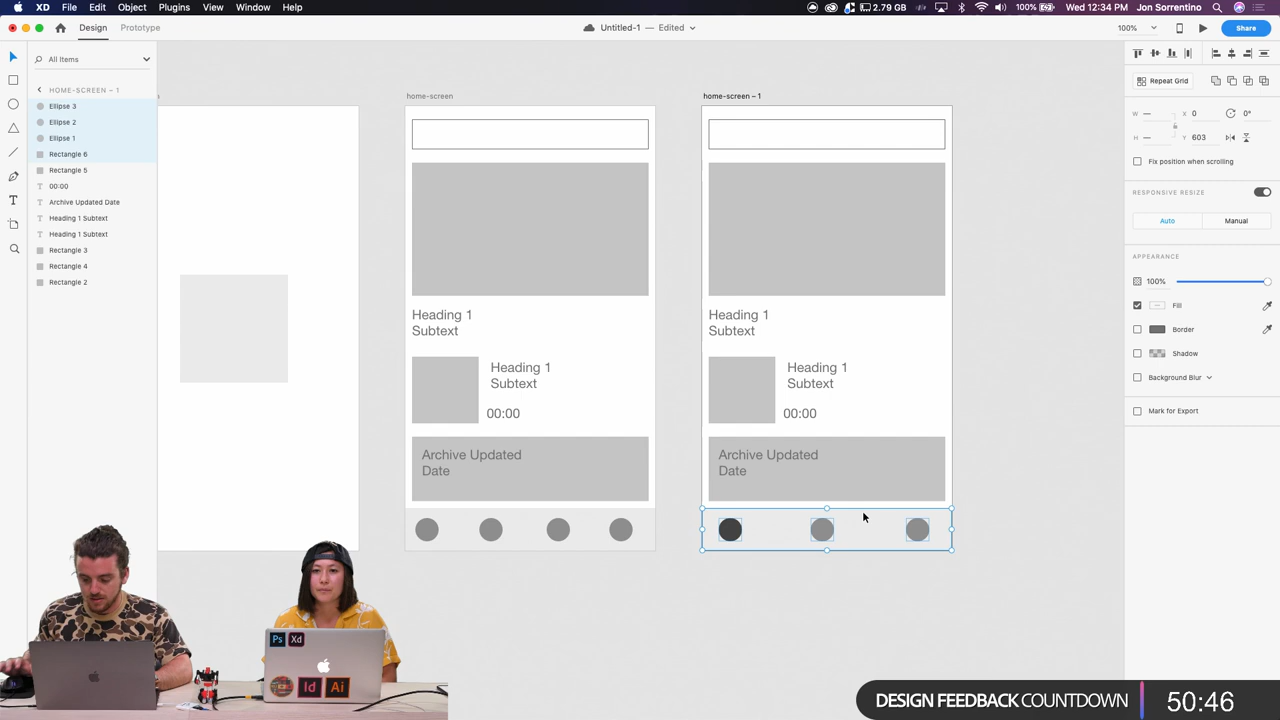 XD File Edit Object Plugins View Window Help 2.79 GB 100% Wed 12:34 PM Jon Sorrentino
Design Prototype Untitled-1 — Edited 100% Share
All Items
HOME-SCREEN – 1
Ellipse 3
Ellipse 2
Ellipse 1
Rectangle 6
Rectangle 5
00:00
Archive Updated Date
Heading 1 Subtext
Heading 1 Subtext
Rectangle 3
Rectangle 4
Rectangle 2
home-screen
Heading 1
Subtext
Heading 1
Subtext
00:00
Archive Updated
Date
home-screen – 1
Heading 1
Subtext
Heading 1
Subtext
00:00
Archive Updated
Date
Repeat Grid
W — X 0 0°
H — Y 603
Fix position when scrolling
RESPONSIVE RESIZE
Auto Manual
APPEARANCE
100%
Fill
Border
Shadow
Background Blur
Mark for Export
Ps Xd
Id Ai
DESIGN FEEDBACK COUNTDOWN 50:46